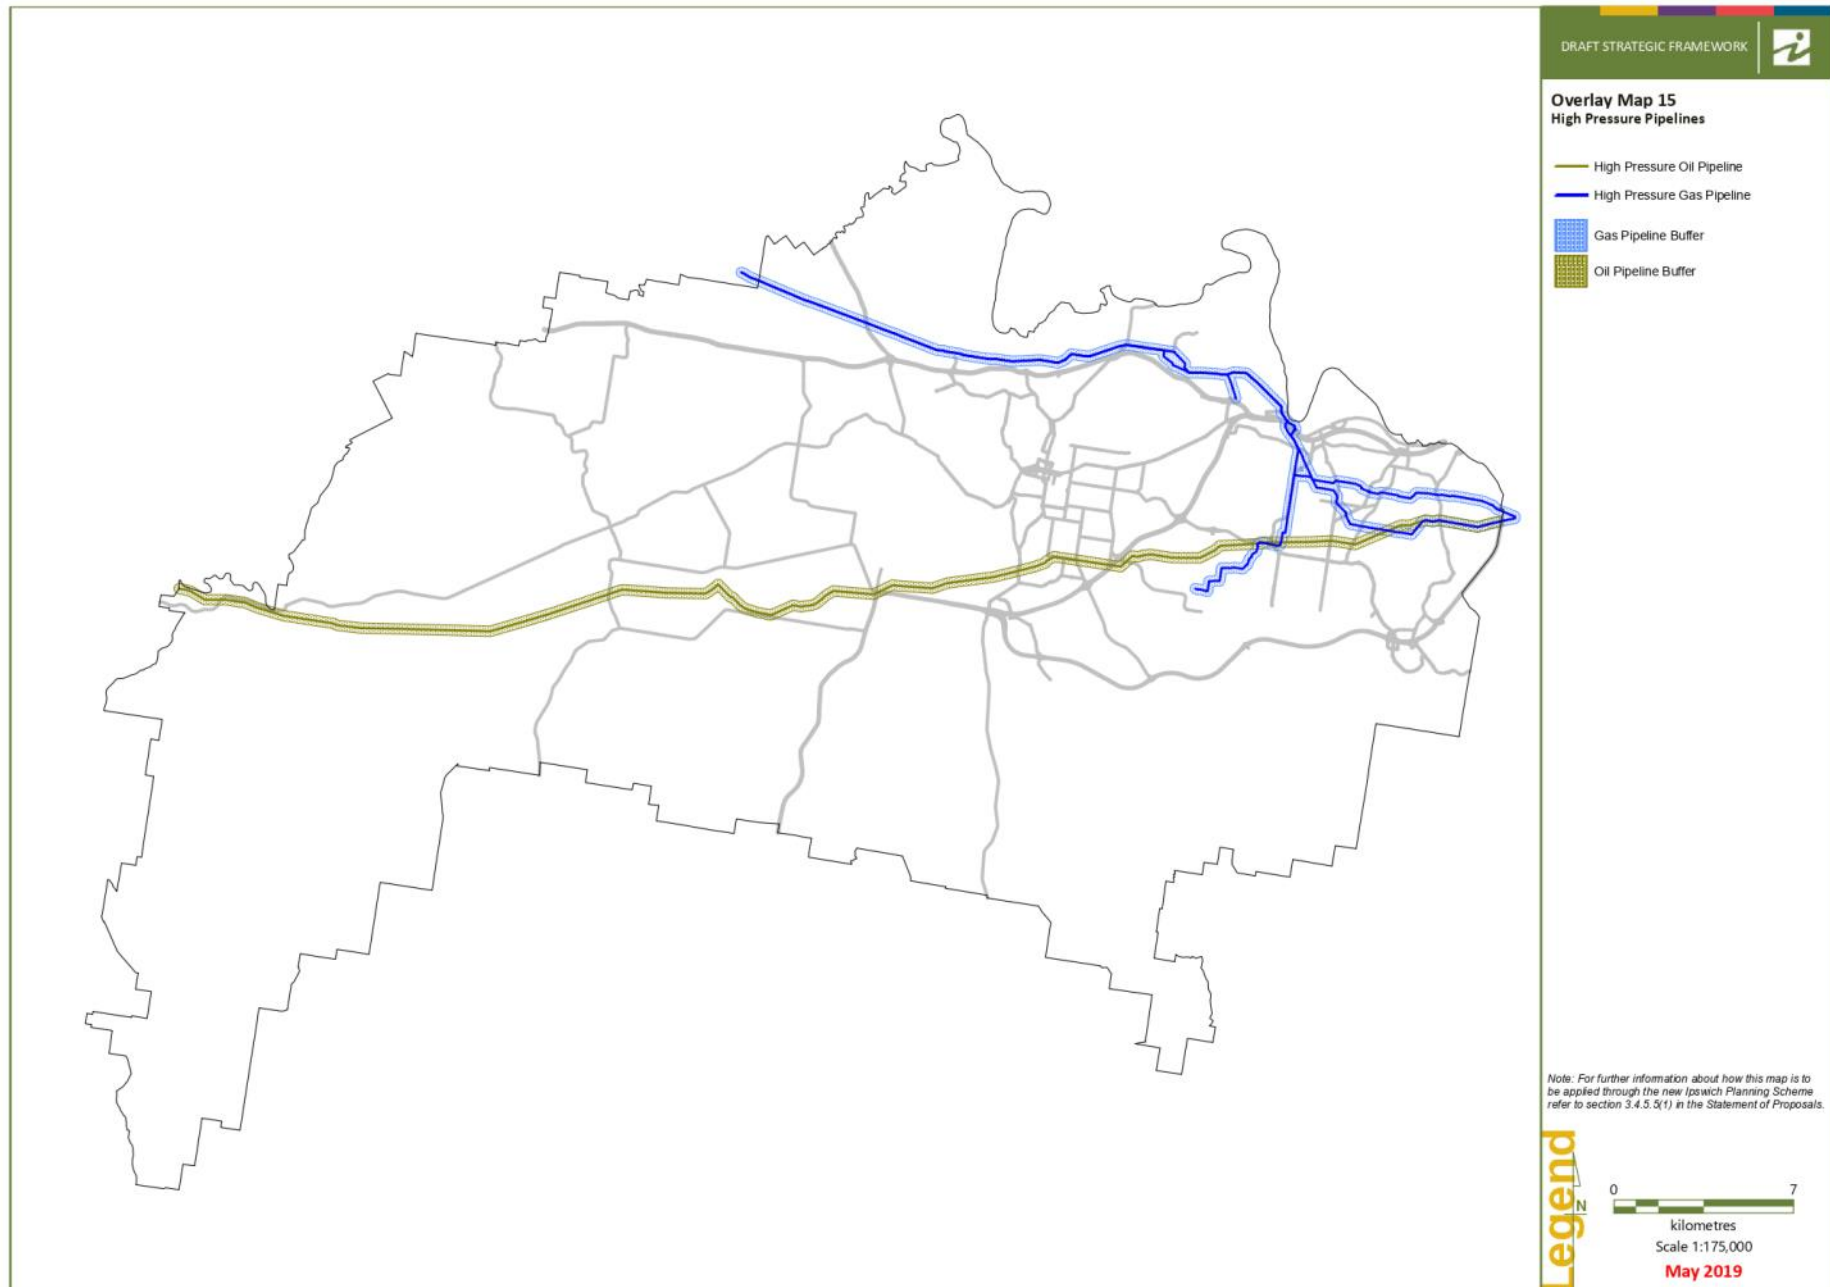 DRAFT STRATEGIC FRAMEWORK
Overlay Map 15
High Pressure Pipelines
High Pressure Oil Pipeline
High Pressure Gas Pipeline
Gas Pipeline Buffer
Oil Pipeline Buffer
Note: For further information about how this map is to
be applied through the new Ipswich Planning Scheme
refer to section 3.4.5.5(1) in the Statement of Proposals.
Legend
N
0 7
kilometres
Scale 1:175,000
May 2019